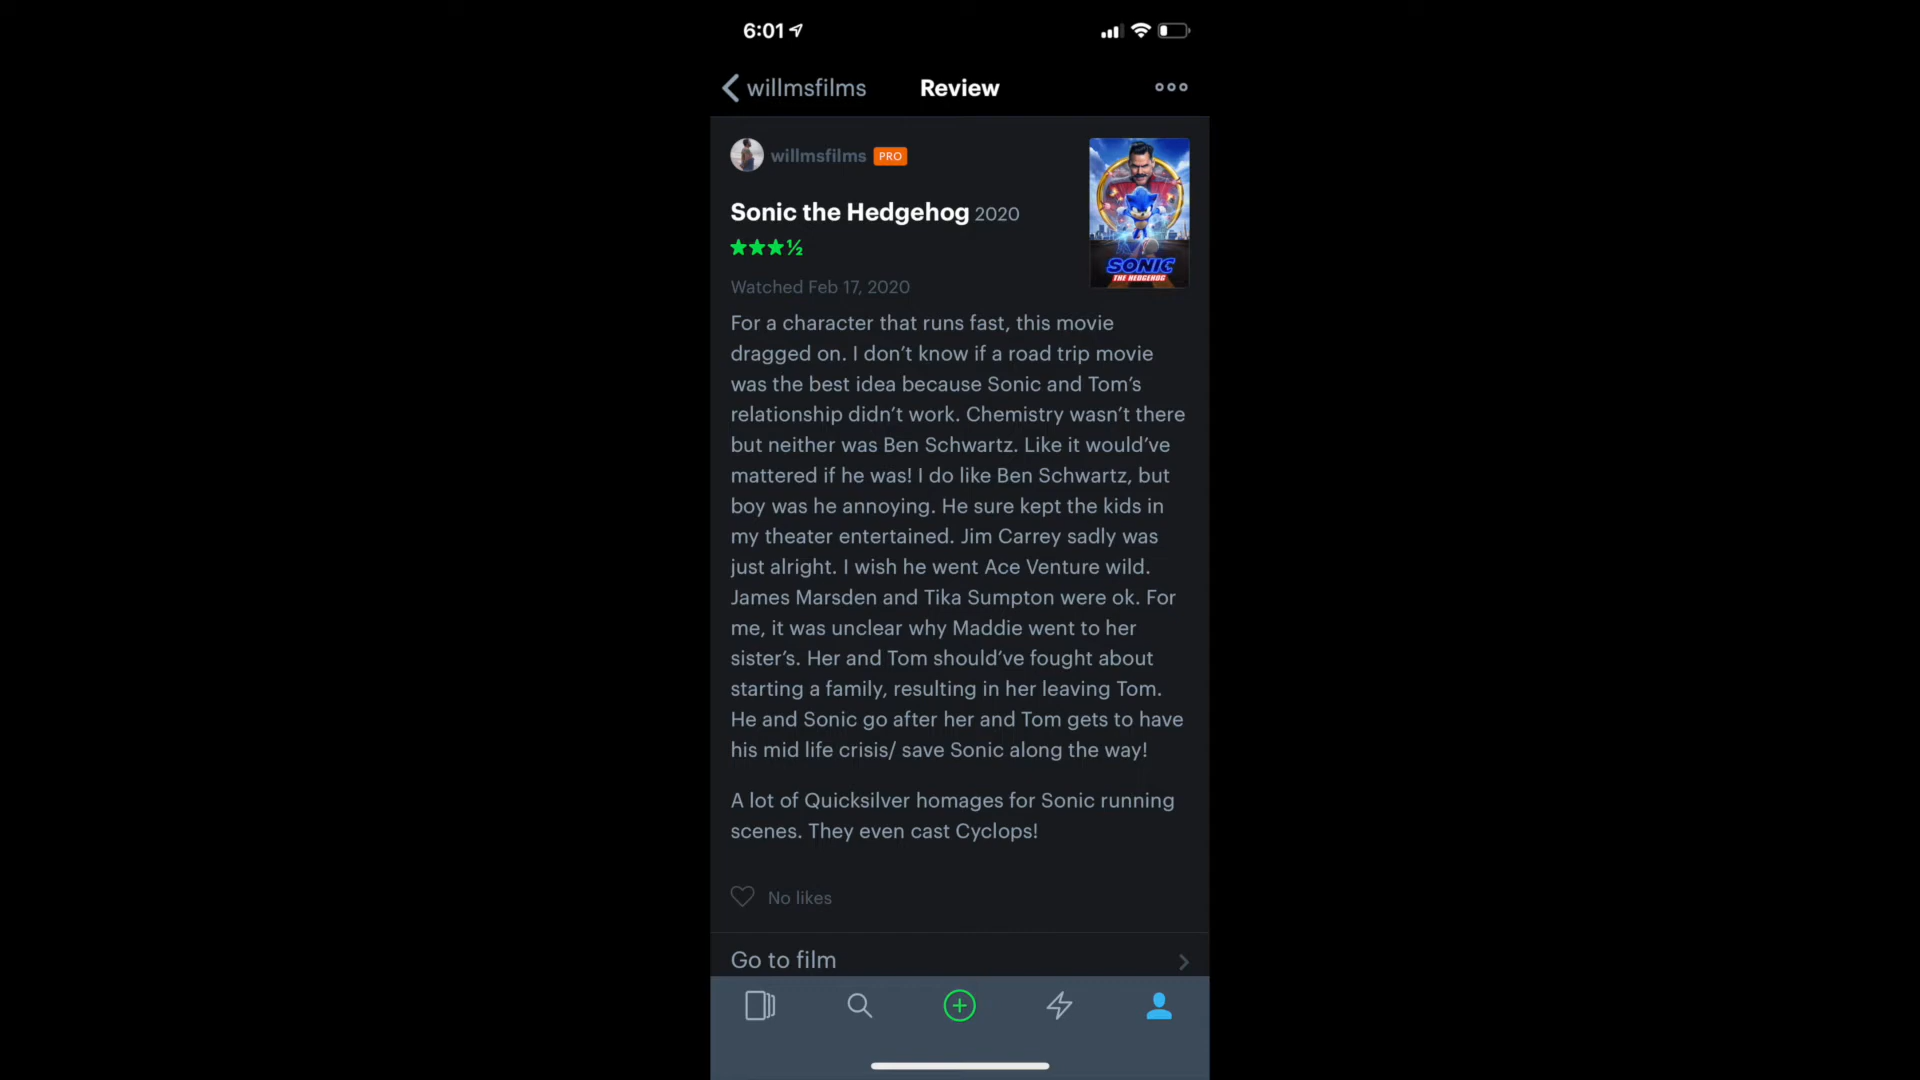 6:01
willmsfilms
Review
willmsfilms PRO
Sonic the Hedgehog 2020
★★★½
Watched Feb 17, 2020
SONIC
THE HEDGEHOG
For a character that runs fast, this movie
dragged on. I don’t know if a road trip movie
was the best idea because Sonic and Tom’s
relationship didn’t work. Chemistry wasn’t there
but neither was Ben Schwartz. Like it would’ve
mattered if he was! I do like Ben Schwartz, but
boy was he annoying. He sure kept the kids in
my theater entertained. Jim Carrey sadly was
just alright. I wish he went Ace Venture wild.
James Marsden and Tika Sumpton were ok. For
me, it was unclear why Maddie went to her
sister’s. Her and Tom should’ve fought about
starting a family, resulting in her leaving Tom.
He and Sonic go after her and Tom gets to have
his mid life crisis/ save Sonic along the way!
A lot of Quicksilver homages for Sonic running
scenes. They even cast Cyclops!
No likes
Go to film